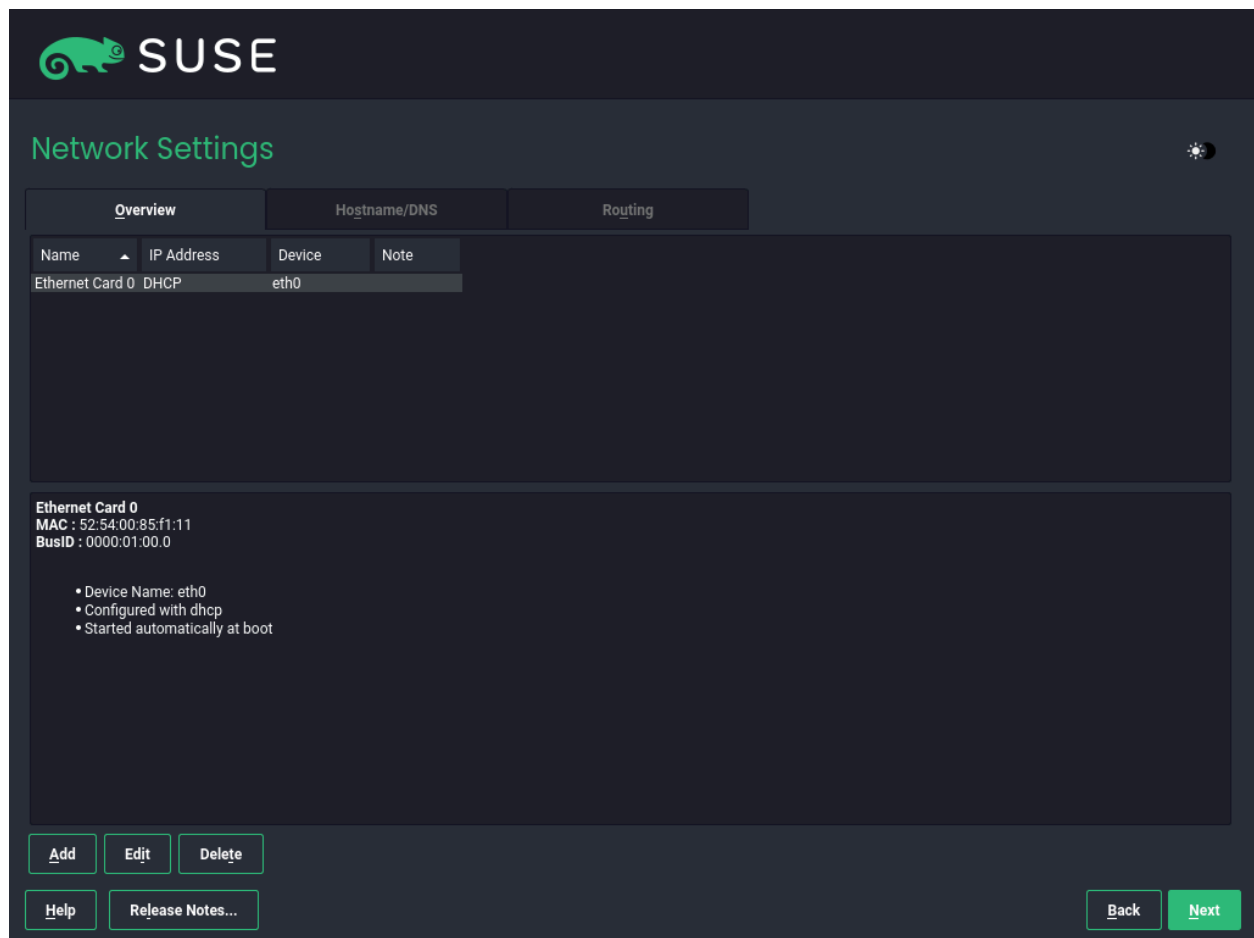 SUSE
Network Settings
Overview Hostname/DNS Routing
Name IP Address Device Note
Ethernet Card 0 DHCP eth0
Ethernet Card 0
MAC : 52:54:00:85:f1:11
BusID : 0000:01:00.0
• Device Name: eth0
• Configured with dhcp
• Started automatically at boot
Add Edit Delete
Help Release Notes... Back Next